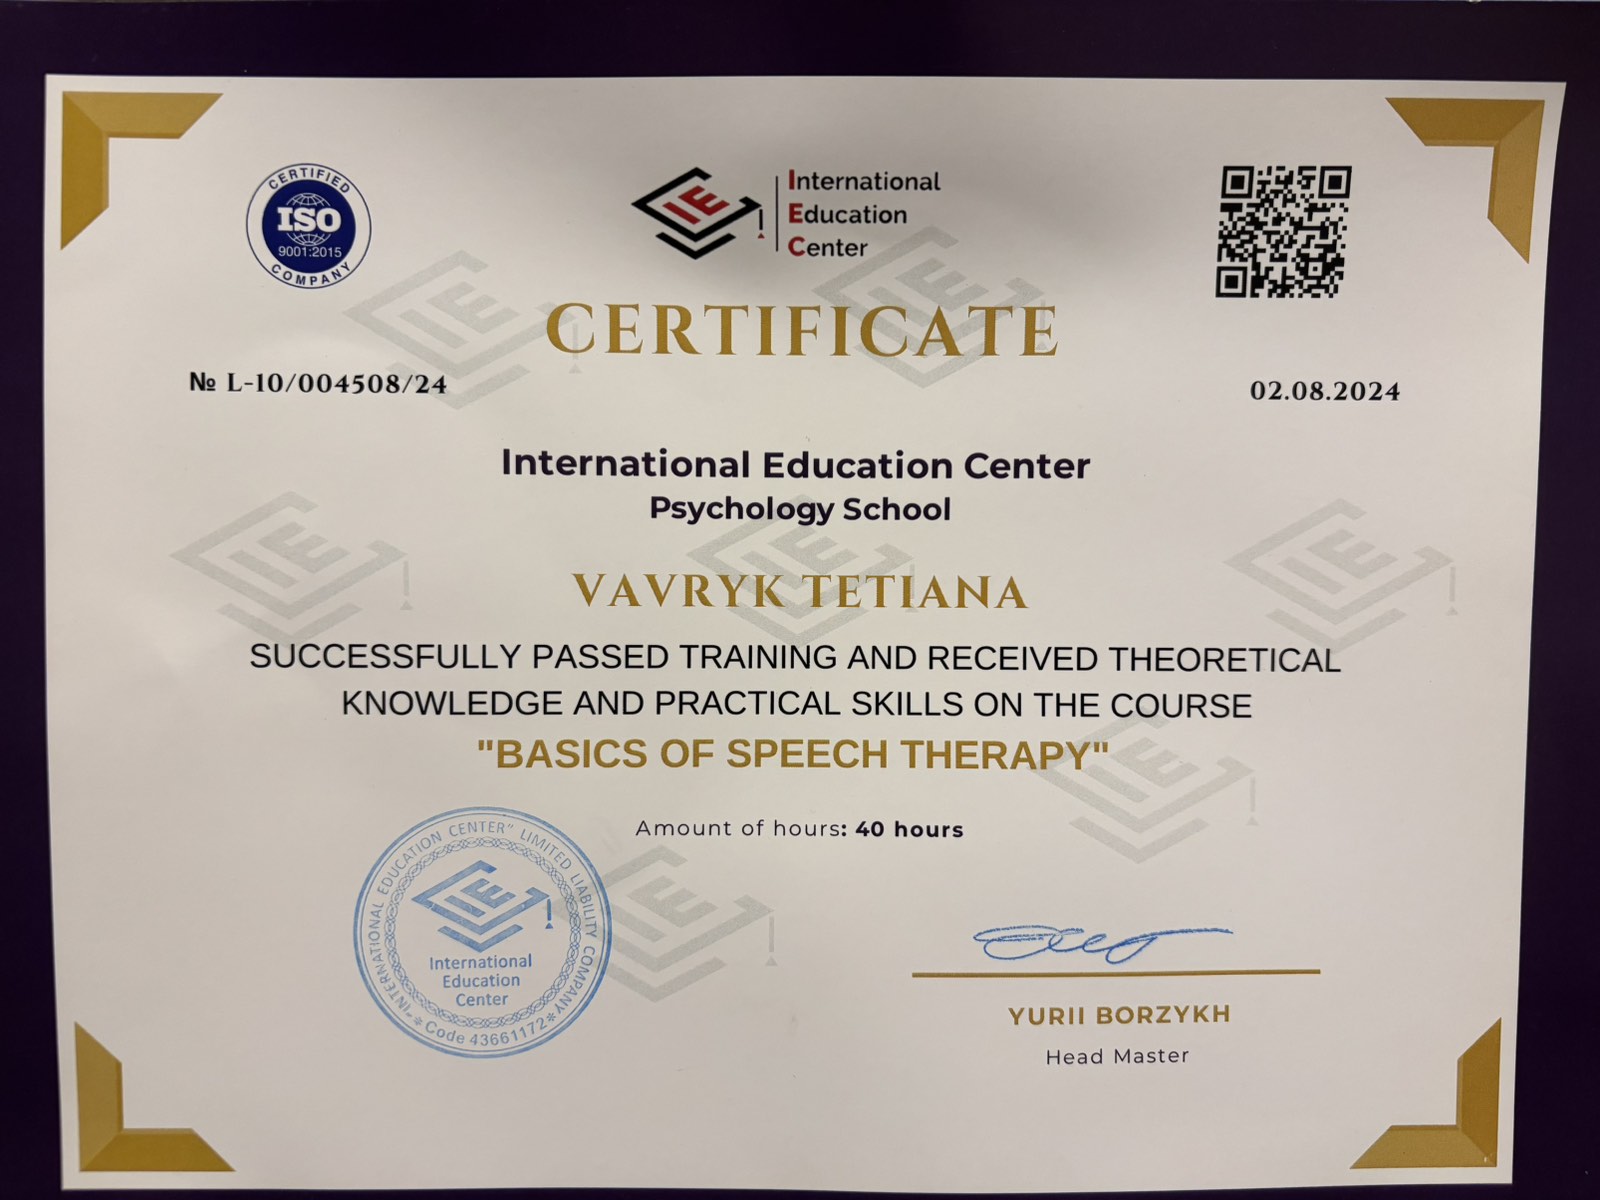 CERTIFIED
ISO
9001:2015
COMPANY
IE
International
Education
Center
CERTIFICATE
№ L-10/004508/24
02.08.2024
International Education Center
Psychology School
VAVRYK TETIANA
SUCCESSFULLY PASSED TRAINING AND RECEIVED THEORETICAL
KNOWLEDGE AND PRACTICAL SKILLS ON THE COURSE
"BASICS OF SPEECH THERAPY"
Amount of hours: 40 hours
"INTERNATIONAL EDUCATION CENTER" LIMITED LIABILITY COMPANY
IE
International
Education
Center
* Code 43661172 *
YURII BORZYKH
Head Master